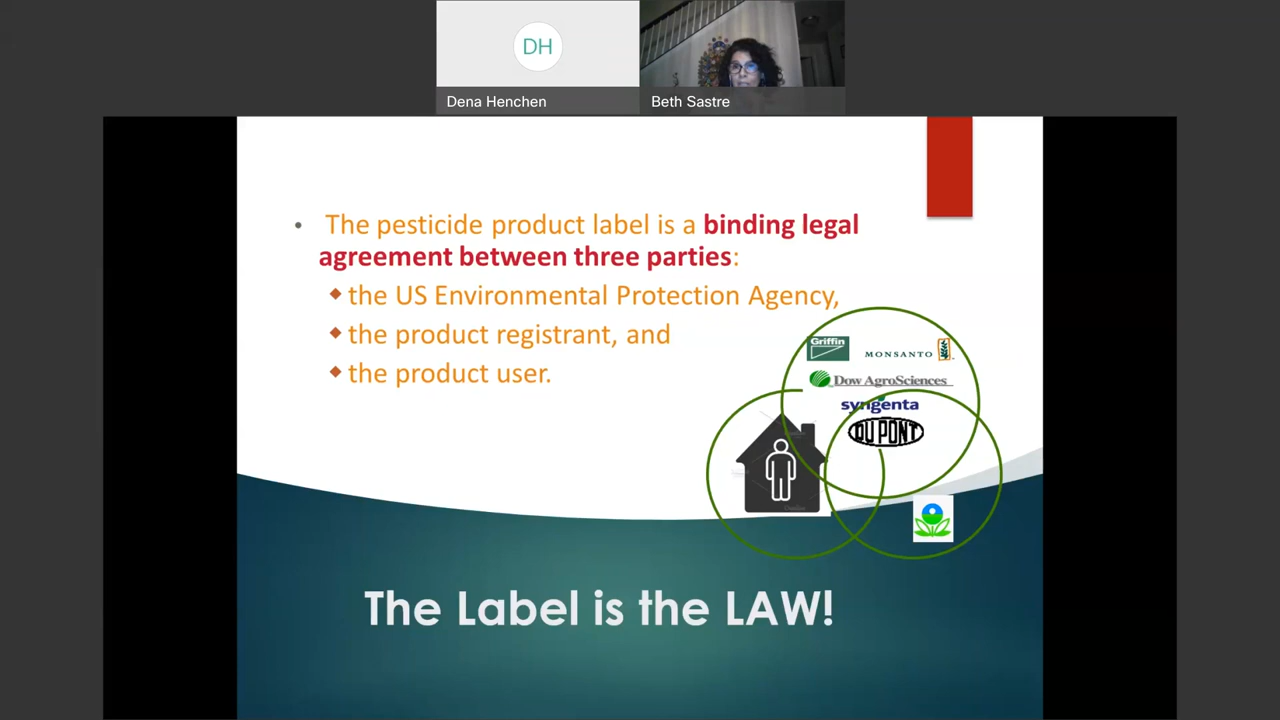 DH
Dena Henchen
Beth Sastre
• The pesticide product label is a binding legal
agreement between three parties:
the US Environmental Protection Agency,
the product registrant, and
the product user.
Griffin
MONSANTO
Dow AgroSciences
syngenta
DU PONT
The Label is the LAW!